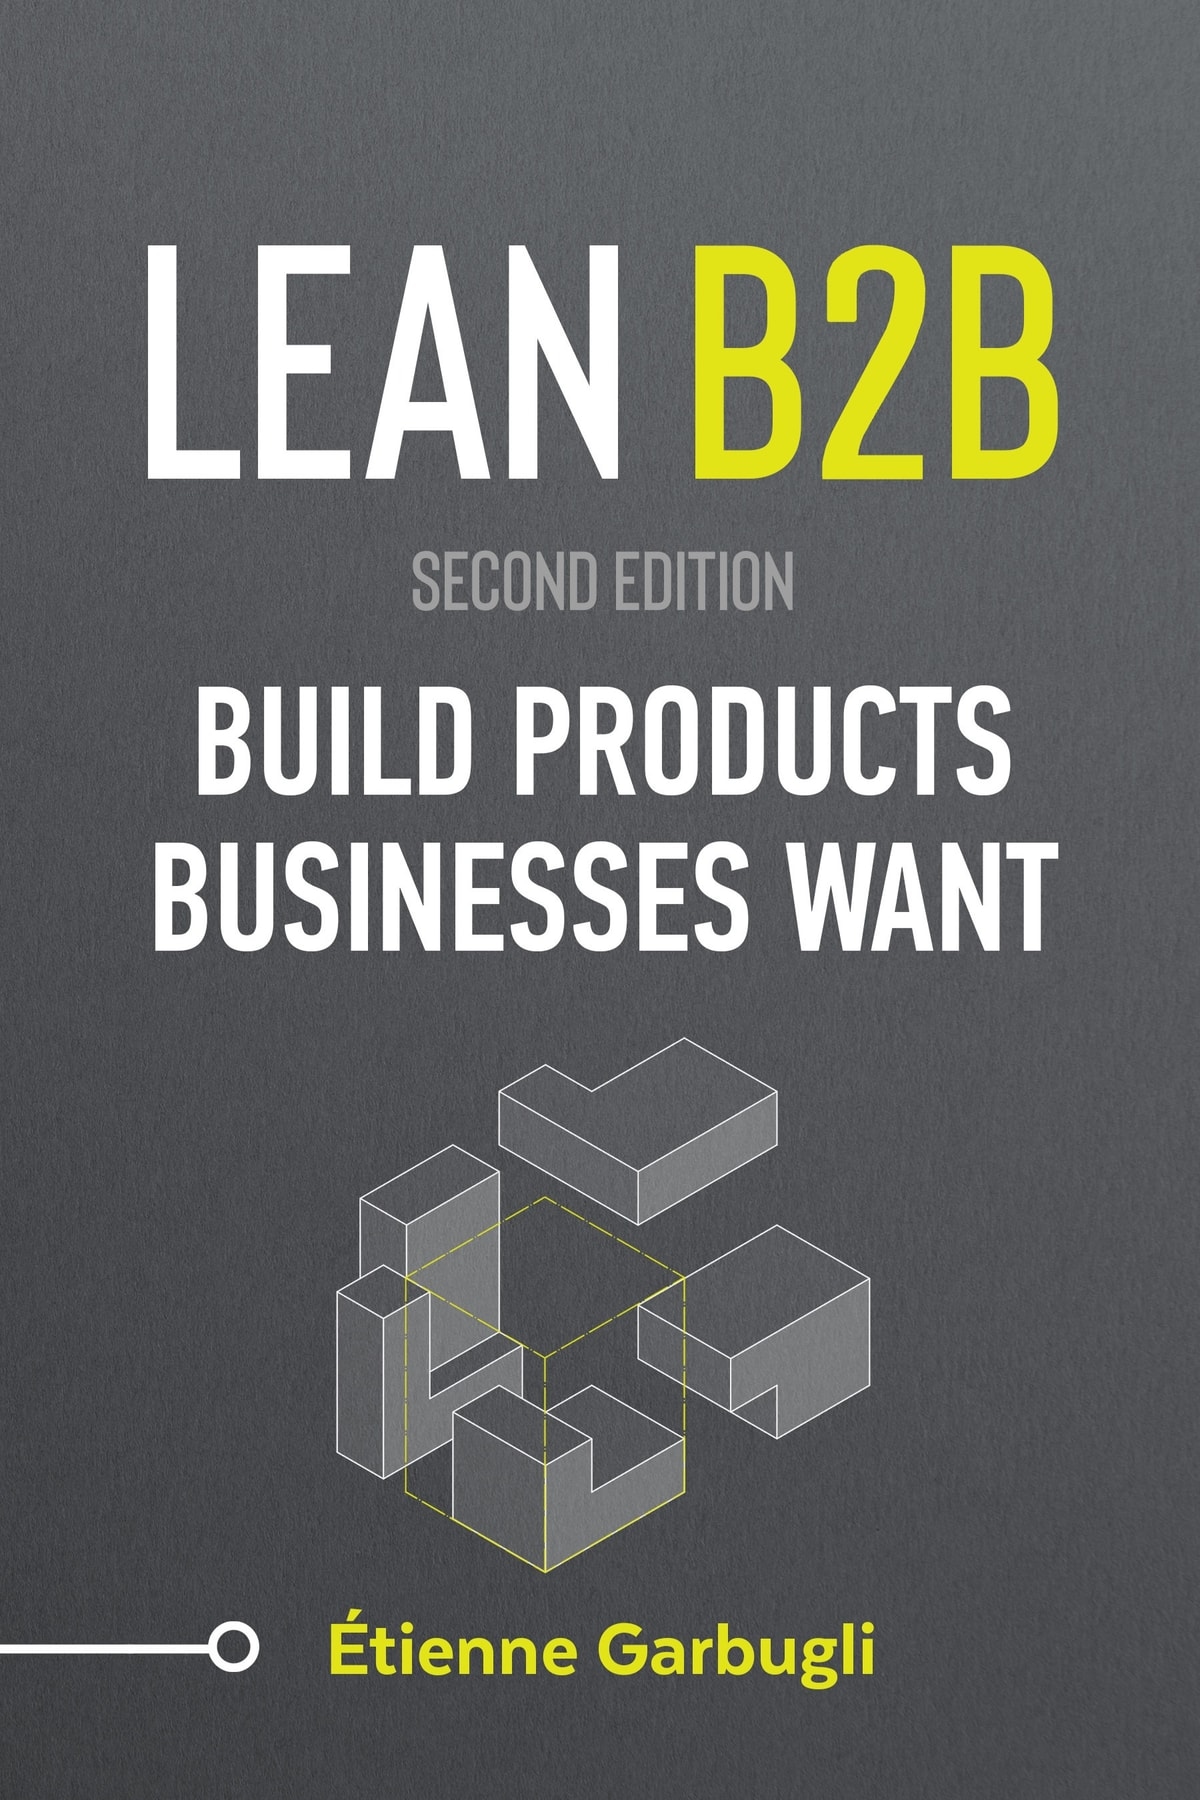 LEAN B2B
SECOND EDITION
BUILD PRODUCTS
BUSINESSES WANT
Étienne Garbugli